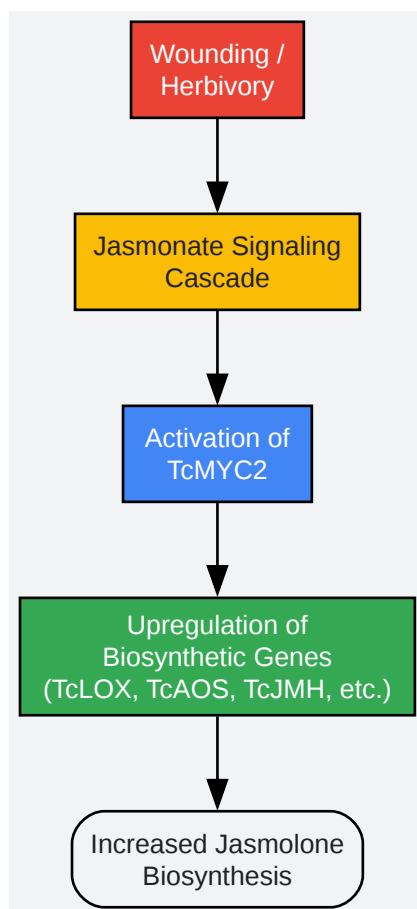 Wounding /
Herbivory
Jasmonate Signaling
Cascade
Activation of
TcMYC2
Upregulation of
Biosynthetic Genes
(TcLOX, TcAOS, TcJMH, etc.)
Increased Jasmolone
Biosynthesis